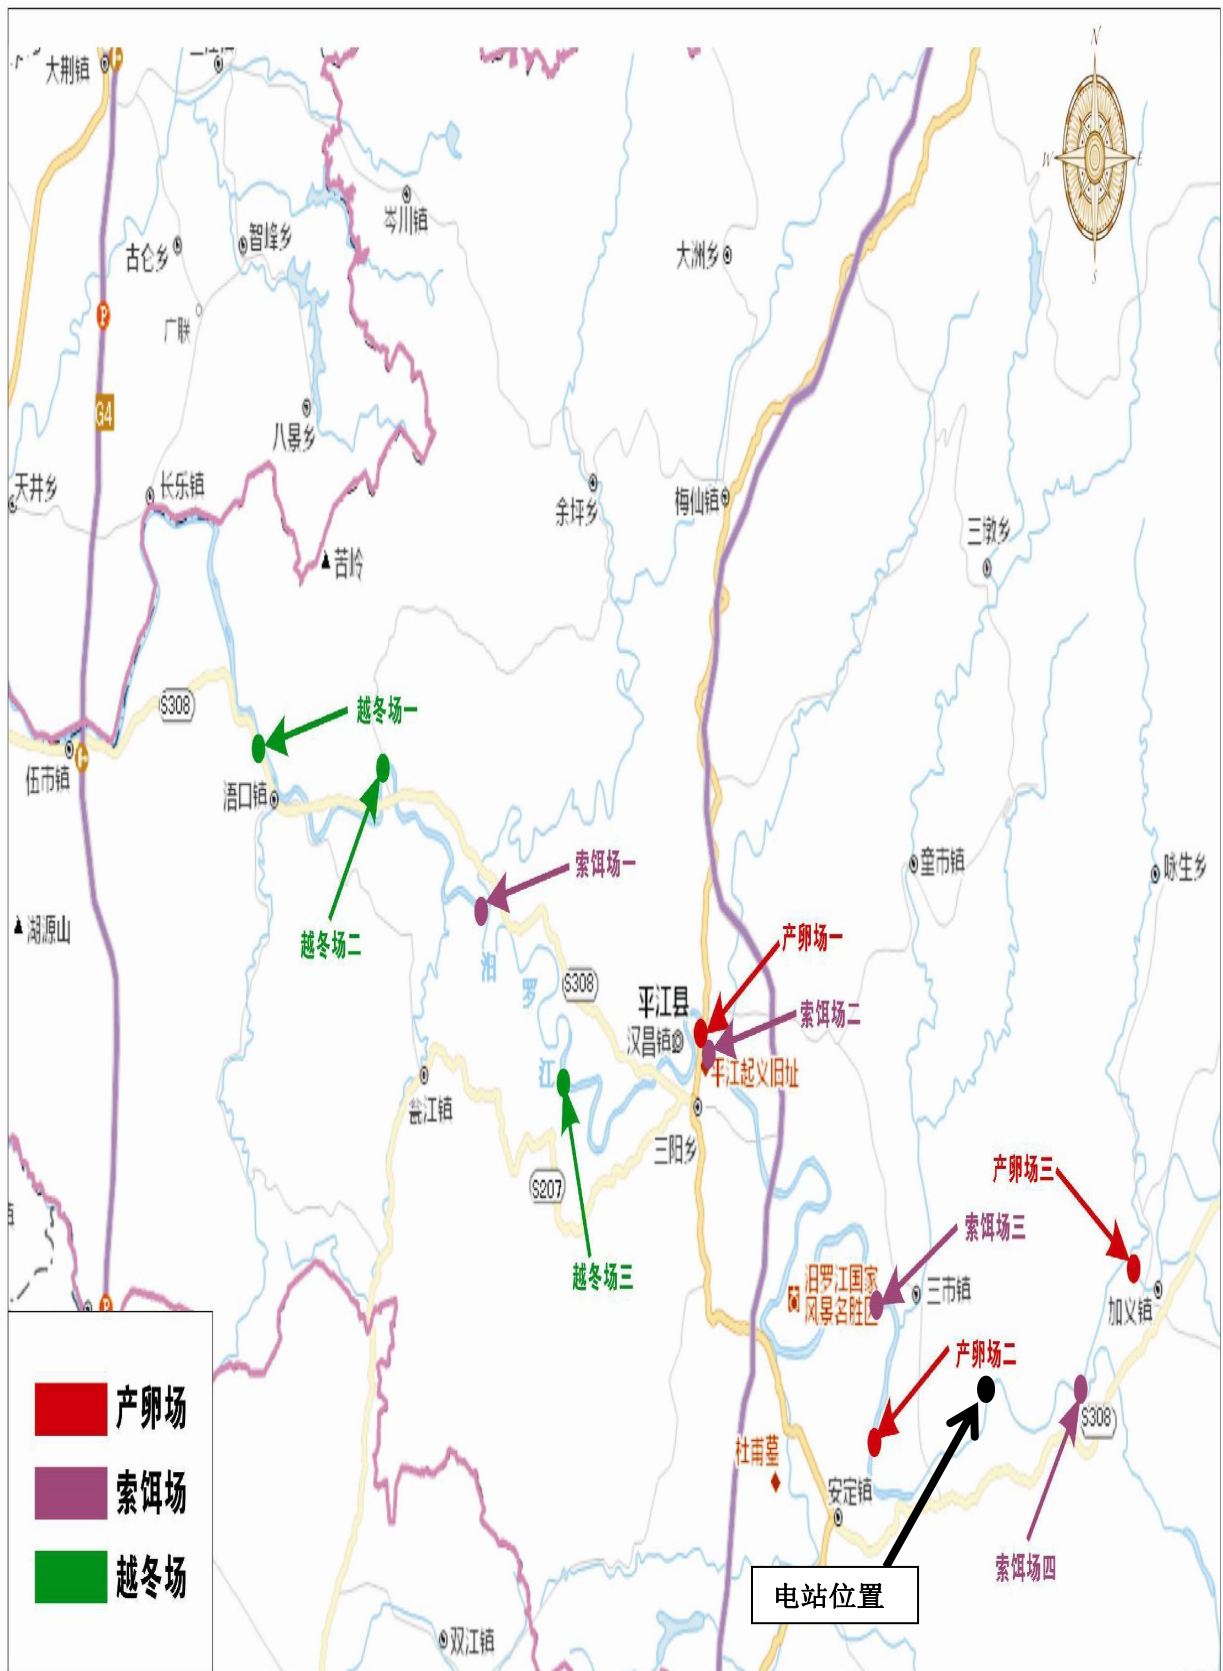 N
大荆镇
W
E
岑川镇
智峰乡
古仑乡
大洲乡
S
P
广联
G4
八景乡
天井乡
长乐镇
余坪乡
梅仙镇
三墩乡
苦岭
S308
越冬场一
伍市镇
浯口镇
索饵场一
童市镇
咏生乡
湖源山
越冬场二
产卵场一
汨
罗
江
S308
平江县
索饵场二
汉昌镇
平江起义旧址
瓮江镇
三阳乡
产卵场三
S207
索饵场三
越冬场三
汨罗江国家
风景名胜区
三市镇
加义镇
P
产卵场二
产卵场
S308
杜甫墓
索饵场
安定镇
索饵场四
越冬场
电站位置
双江镇